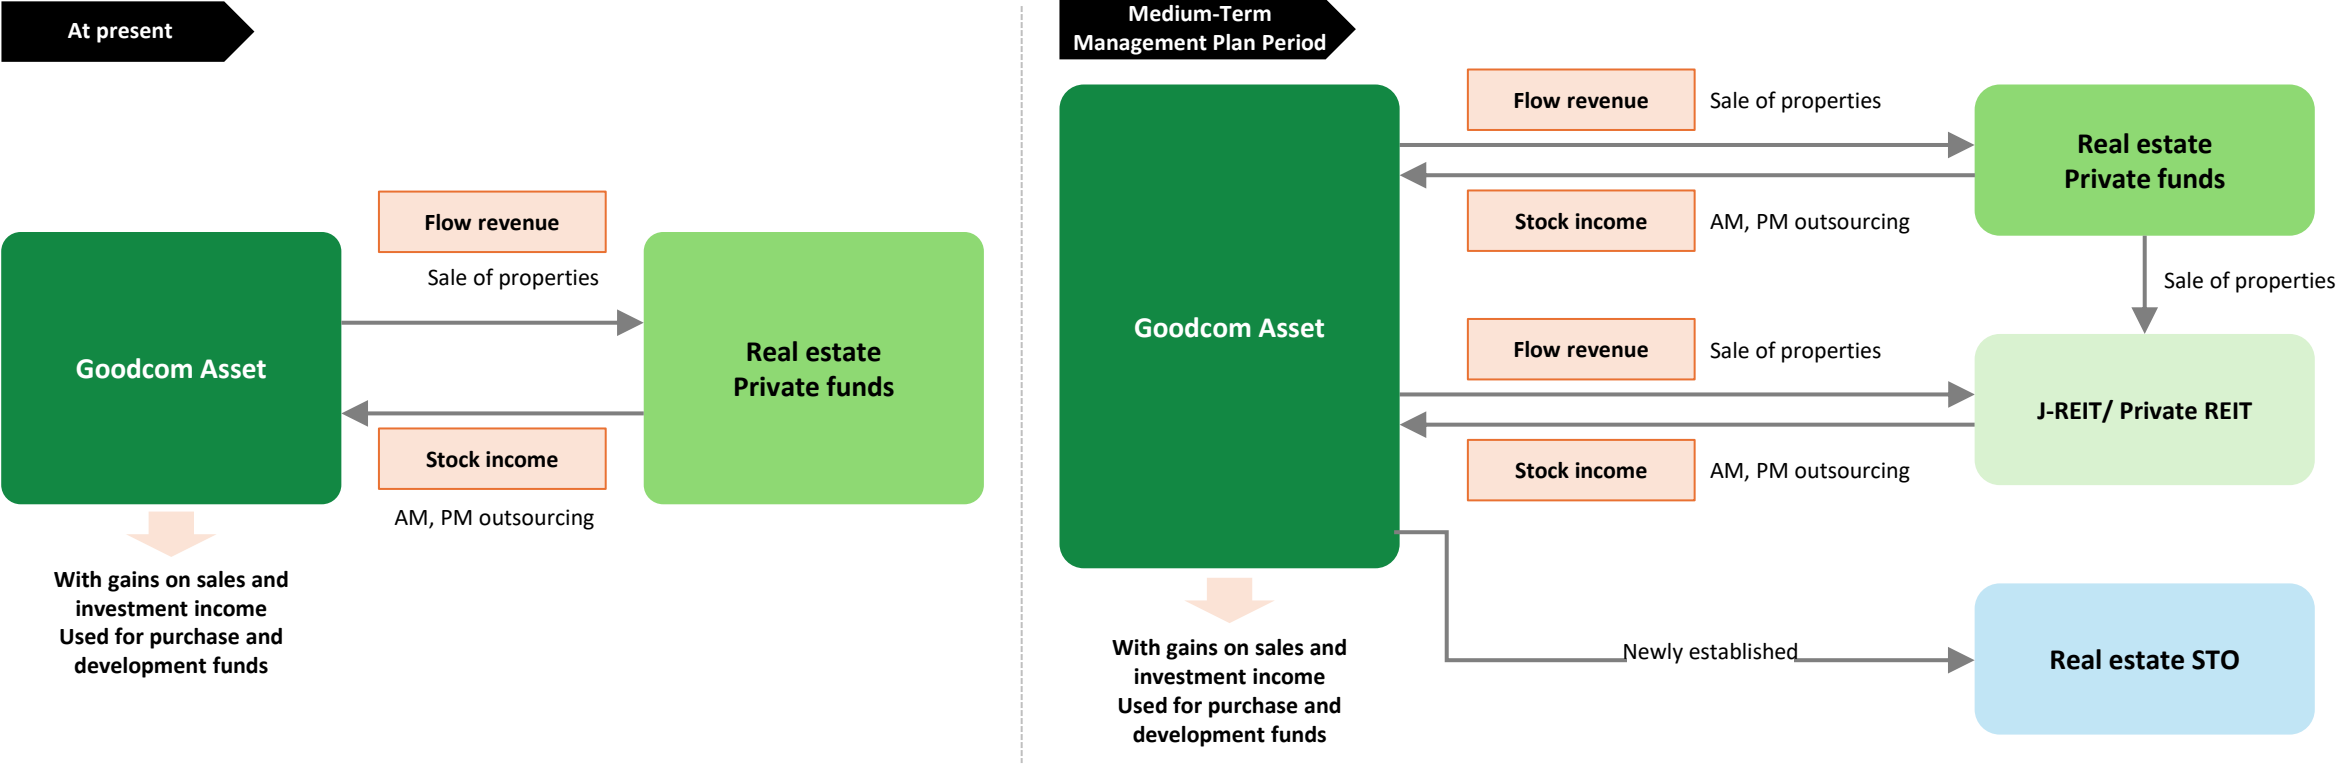 At present
Flow revenue
Sale of properties
Goodcom Asset
Real estate
Private funds
Stock income
AM, PM outsourcing
With gains on sales and
investment income
Used for purchase and
development funds
Medium-Term
Management Plan Period
Flow revenue
Sale of properties
Real estate
Private funds
Stock income
AM, PM outsourcing
Sale of properties
Goodcom Asset
Flow revenue
Sale of properties
J-REIT/ Private REIT
Stock income
AM, PM outsourcing
Newly established
Real estate STO
With gains on sales and
investment income
Used for purchase and
development funds